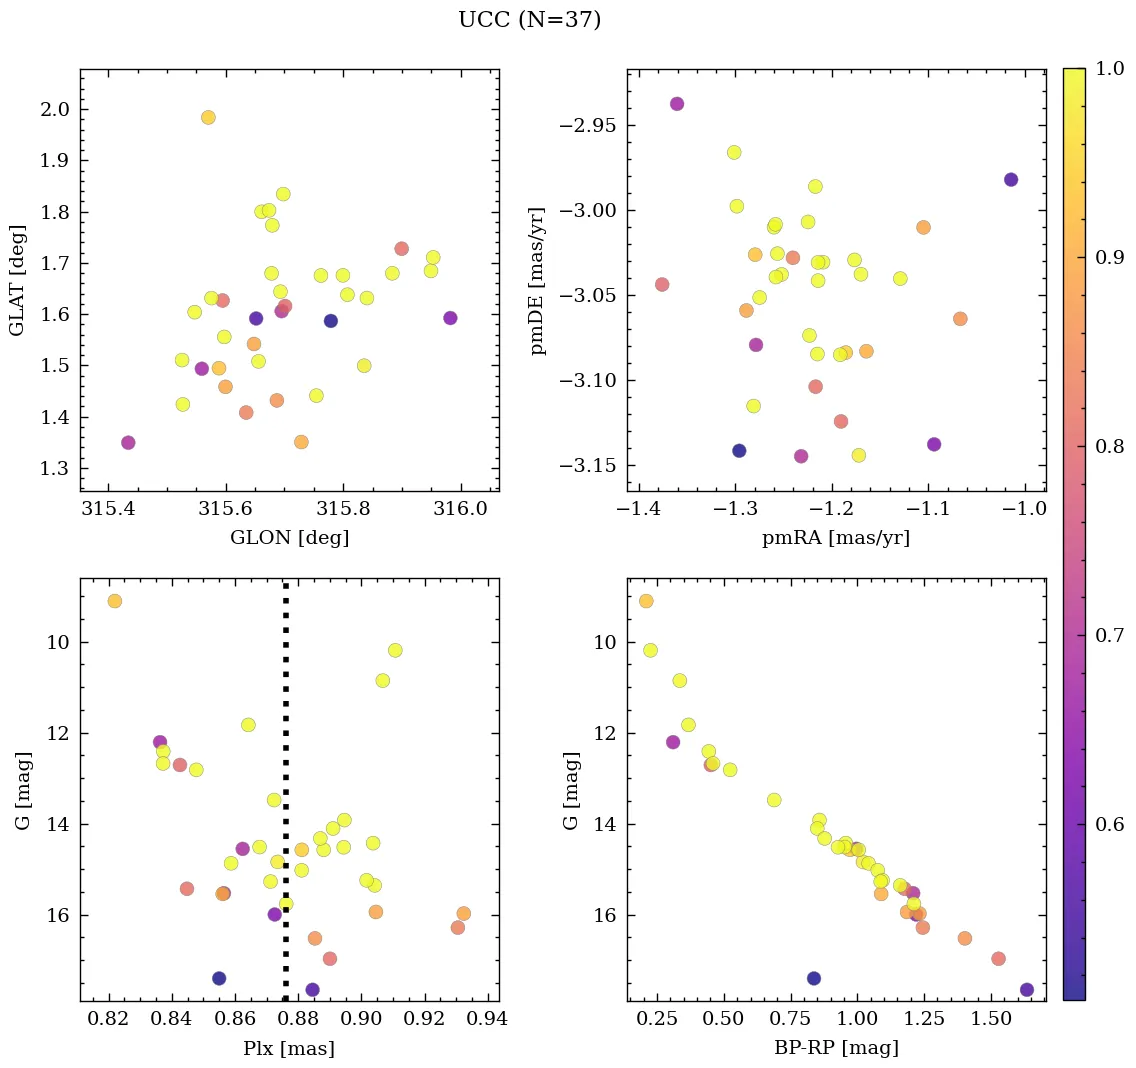 UCC (N=37)
2.0
1.9
1.8
1.7
1.6
1.5
1.4
1.3
GLAT [deg]
315.4 315.6 315.8 316.0
GLON [deg]
−2.95
−3.00
−3.05
−3.10
−3.15
pmDE [mas/yr]
−1.4 −1.3 −1.2 −1.1 −1.0
pmRA [mas/yr]
1.0
0.9
0.8
0.7
0.6
10
12
14
16
G [mag]
0.82 0.84 0.86 0.88 0.90 0.92 0.94
Plx [mas]
10
12
14
16
G [mag]
0.25 0.50 0.75 1.00 1.25 1.50
BP-RP [mag]